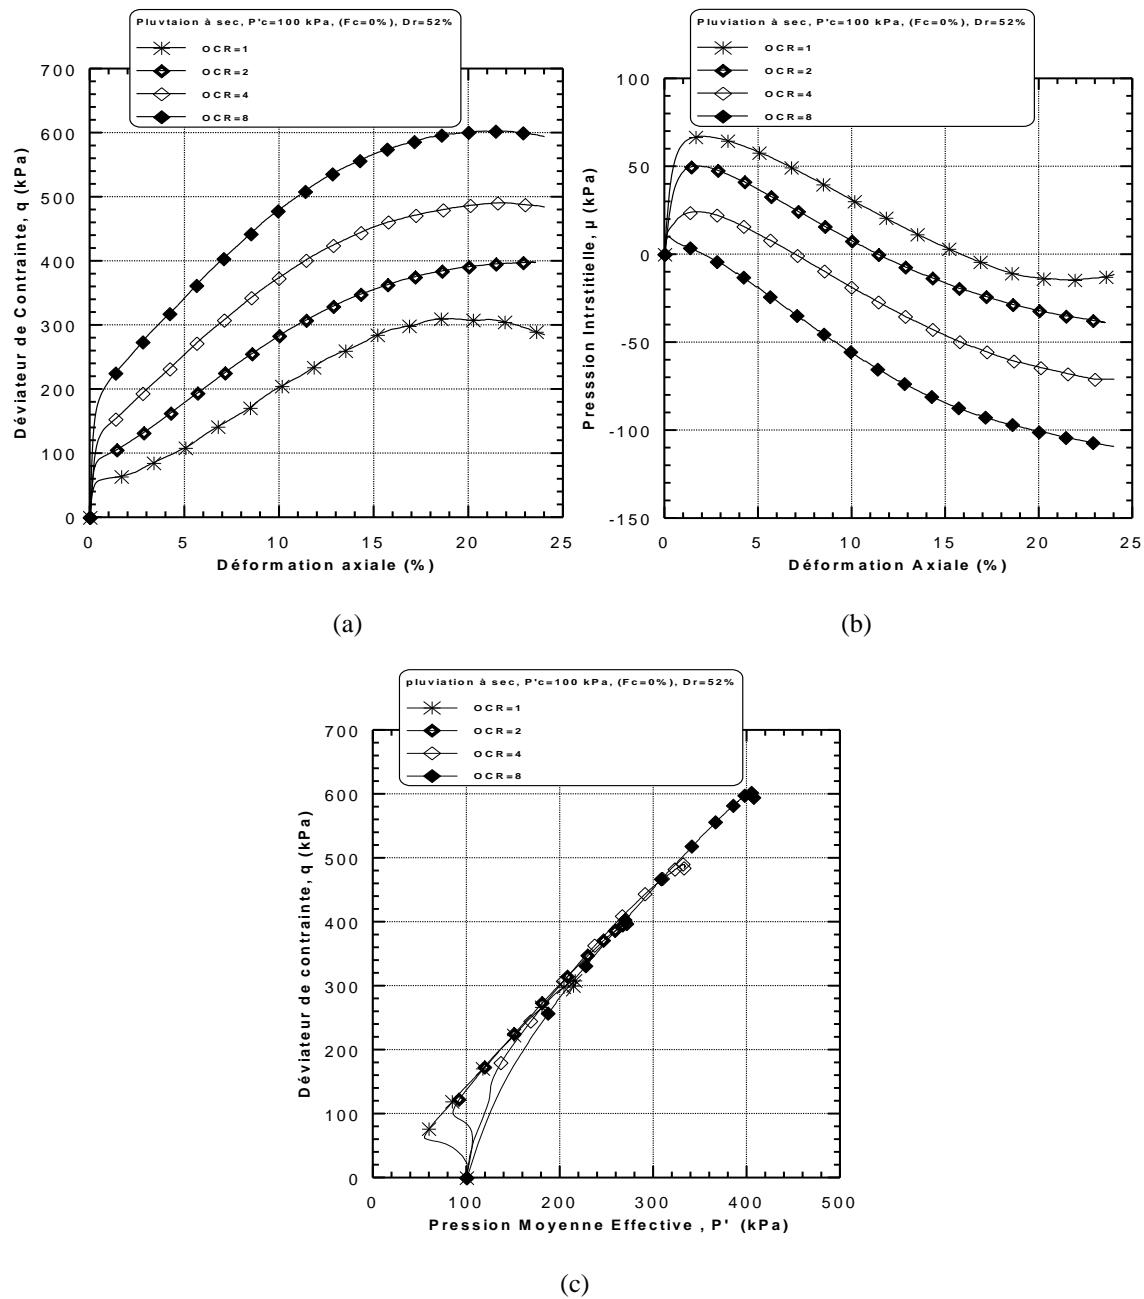 Pluvtaion à sec, P'c=100 kPa, (Fc=0%), Dr=52%
OCR=1
OCR=2
OCR=4
OCR=8
700
600
500
400
300
200
100
0
Déviateur de Contrainte, q (kPa)
0 5 10 15 20 25
Déformation axiale (%)
(a)
Pluviation à sec, P'c=100 kPa, (Fc=0%), Dr=52%
OCR=1
OCR=2
OCR=4
OCR=8
100
50
0
-50
-100
-150
Presssion Intrstitielle, µ (kPa)
0 5 10 15 20 25
Déformation Axiale (%)
(b)
pluviation à sec, P'c=100 kPa, (Fc=0%), Dr=52%
OCR=1
OCR=2
OCR=4
OCR=8
700
600
500
400
300
200
100
0
Déviateur de contrainte, q (kPa)
0 100 200 300 400 500
Pression Moyenne Effective , P' (kPa)
(c)